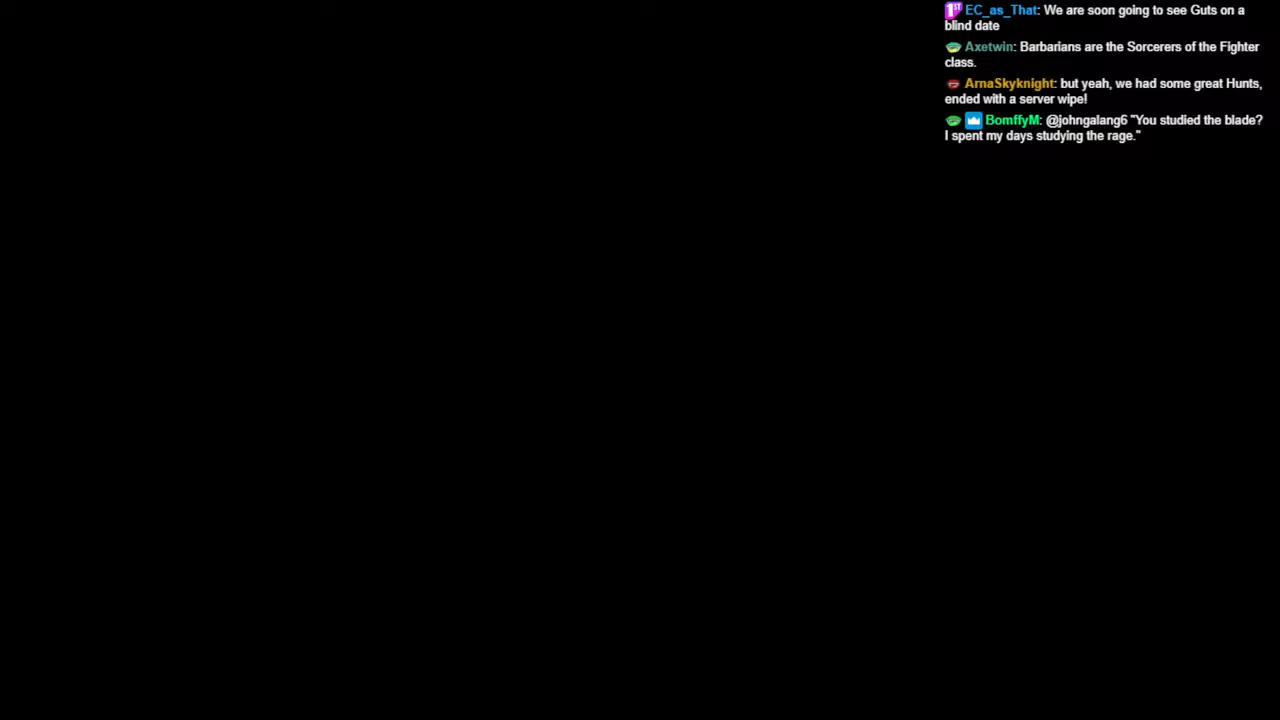 1ST EC_as_That: We are soon going to see Guts on a
blind date
Axetwin: Barbarians are the Sorcerers of the Fighter
class.
ArnaSkyknight: but yeah, we had some great Hunts,
ended with a server wipe!
BomffyM: @johngalang6 "You studied the blade?
I spent my days studying the rage."